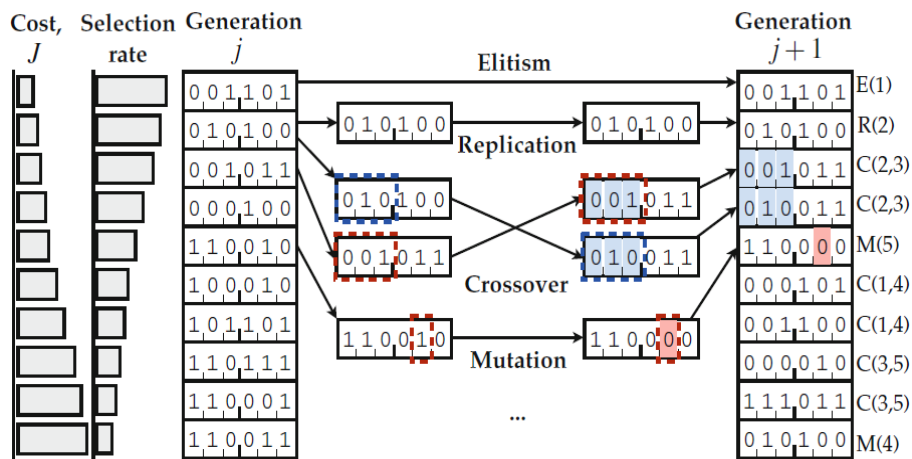 Cost, J
Selection rate
Generation j
Generation j+1
0 0 1 1 0 1
Elitism
0 0 1 1 0 1
E(1)
0 1 0 1 0 0
0 1 0 1 0 0
Replication
0 1 0 1 0 0
0 1 0 1 0 0
R(2)
0 0 1 0 1 1
0 1 0 1 0 0
0 0 1 0 1 1
0 0 1 0 1 1
C(2,3)
0 0 0 1 0 0
0 0 1 0 1 1
Crossover
0 1 0 0 1 1
0 1 0 0 1 1
C(2,3)
1 1 0 0 1 0
1 1 0 0 0 0
M(5)
1 0 0 0 1 0
0 0 0 1 0 1
C(1,4)
1 0 1 1 0 1
1 1 0 0 1 0
Mutation
1 1 0 0 0 0
0 0 1 1 0 0
C(1,4)
1 1 0 1 1 1
0 0 0 0 1 0
C(3,5)
1 1 0 0 0 1
...
1 1 1 0 1 1
C(3,5)
1 1 0 0 1 1
0 1 0 1 0 0
M(4)